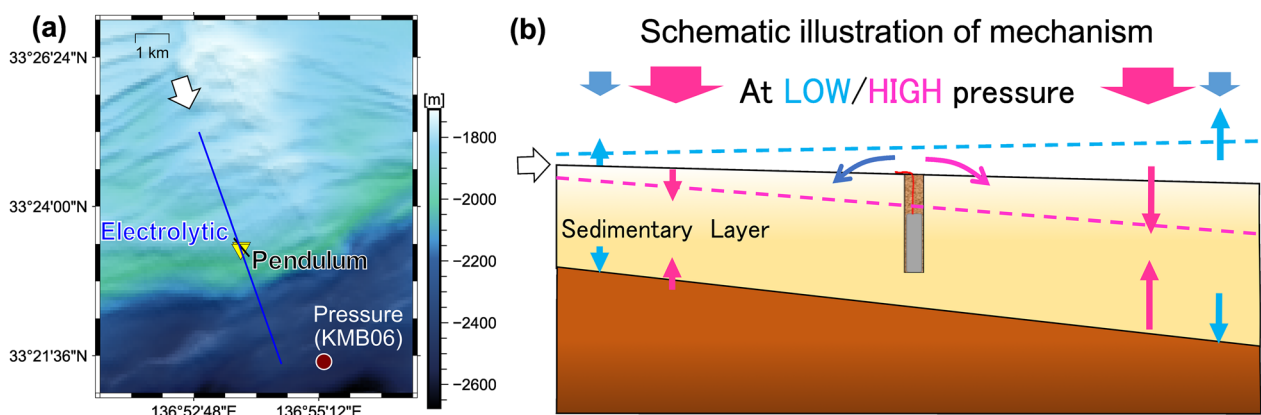 (a)
1 km
33°26'24"N
33°24'00"N
33°21'36"N
136°52'48"E
136°55'12"E
Electrolytic
Pendulum
Pressure
(KMB06)
[m]
−1800
−2000
−2200
−2400
−2600
(b)
Schematic illustration of mechanism
At LOW/HIGH pressure
Sedimentary Layer